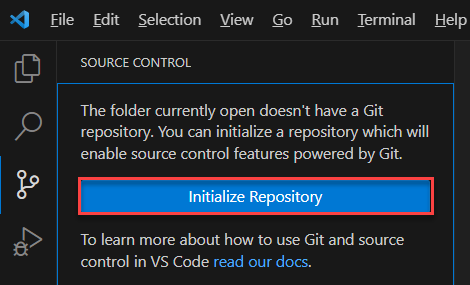 File Edit Selection View Go Run Terminal Help
SOURCE CONTROL
The folder currently open doesn't have a Git
repository. You can initialize a repository which will
enable source control features powered by Git.
Initialize Repository
To learn more about how to use Git and source
control in VS Code read our docs.